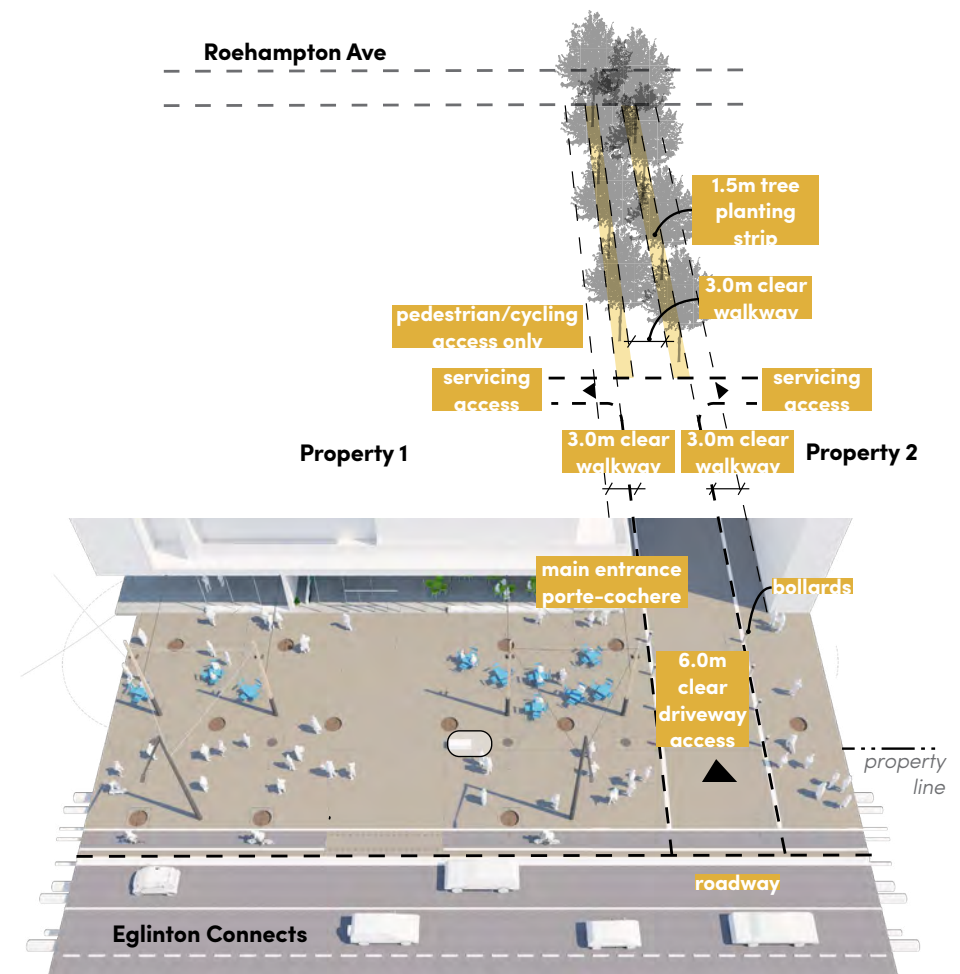 Roehampton Ave
1.5m tree
planting
strip
3.0m clear
walkway
pedestrian/cycling
access only
servicing
access
servicing
access
3.0m clear
walkway
3.0m clear
walkway
Property 1
Property 2
main entrance
porte-cochere
bollards
6.0m
clear
driveway
access
property
line
roadway
Eglinton Connects